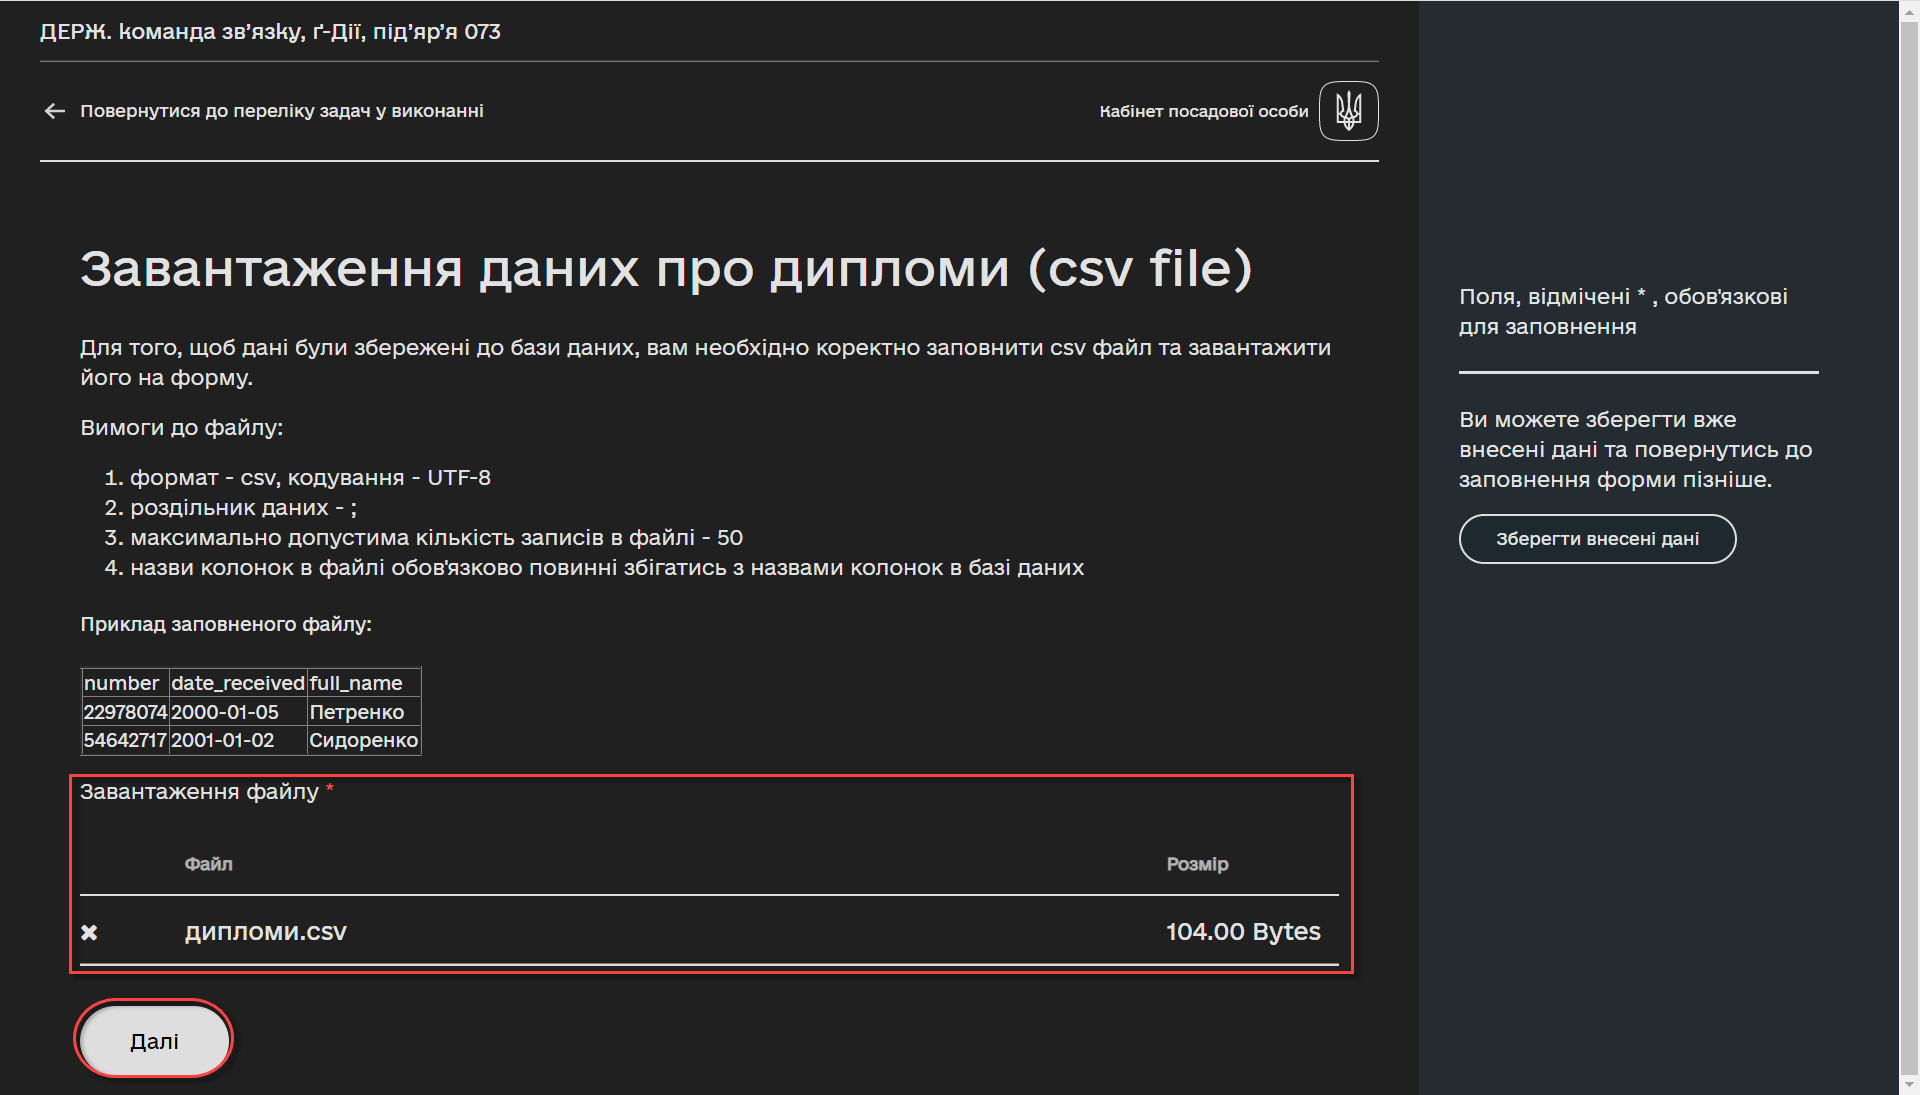 ДЕРЖ. команда зв’язку, ґ-Дії, під’яр’я 073
Повернутися до переліку задач у виконанні
Кабінет посадової особи
Завантаження даних про дипломи (csv file)
Для того, щоб дані були збережені до бази даних, вам необхідно коректно заповнити csv файл та завантажити
його на форму.
Вимоги до файлу:
1. формат - csv, кодування - UTF-8
2. роздільник даних - ;
3. максимально допустима кількість записів в файлі - 50
4. назви колонок в файлі обов'язково повинні збігатись з назвами колонок в базі даних
Приклад заповненого файлу:
number date_received full_name
22978074 2000-01-05 Петренко
54642717 2001-01-02 Сидоренко
Завантаження файлу *
Файл Розмір
дипломи.csv 104.00 Bytes
Далі
Поля, відмічені * , обов'язкові
для заповнення
Ви можете зберегти вже
внесені дані та повернутись до
заповнення форми пізніше.
Зберегти внесені дані